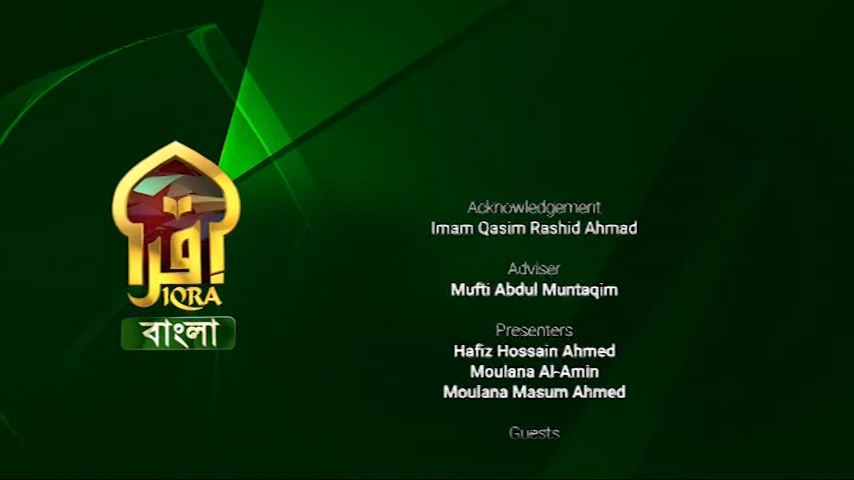 اقرأ
IQRA
বাংলা
Acknowledgement
Imam Qasim Rashid Ahmad
Adviser
Mufti Abdul Muntaqim
Presenters
Hafiz Hossain Ahmed
Moulana Al-Amin
Moulana Masum Ahmed
Guests